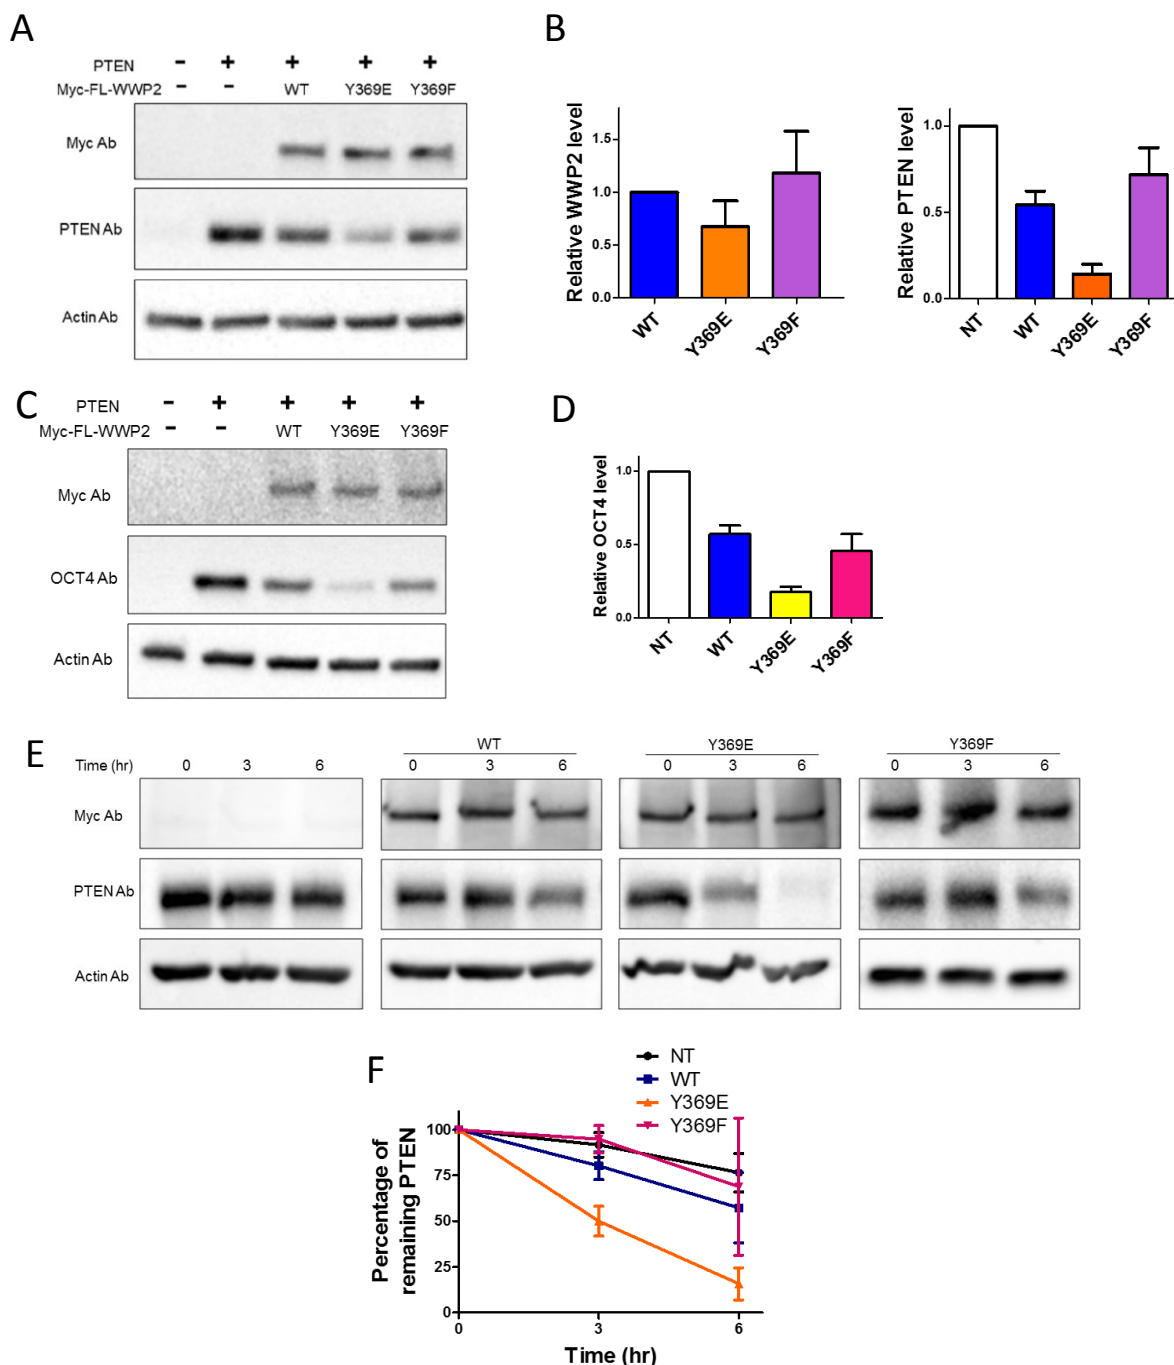 A
PTEN - + + + +
Myc-FL-WWP2 - - WT Y369E Y369F
Myc Ab
PTEN Ab
Actin Ab
B
Relative WWP2 level
1.5
1.0
0.5
0.0
WT Y369E Y369F
Relative PTEN level
1.0
0.5
0.0
NT WT Y369E Y369F
C
PTEN - + + + +
Myc-FL-WWP2 - - WT Y369E Y369F
Myc Ab
OCT4 Ab
Actin Ab
D
Relative OCT4 level
1.0
0.5
0.0
NT WT Y369E Y369F
E
WT Y369E Y369F
Time (hr) 0 3 6 0 3 6 0 3 6 0 3 6
Myc Ab
PTEN Ab
Actin Ab
F
NT
WT
Y369E
Y369F
Percentage of
remaining PTEN
100
75
50
25
0
0 3 6
Time (hr)